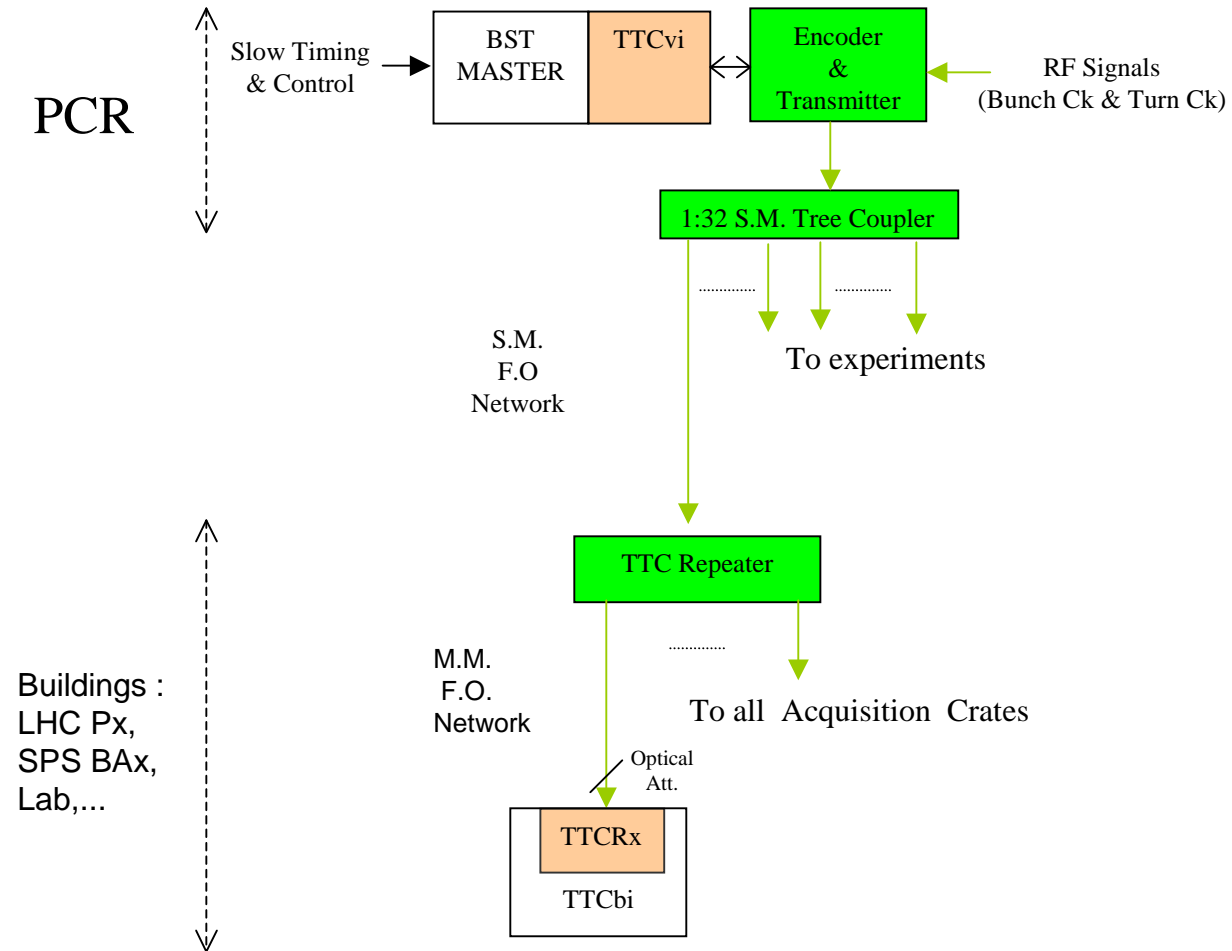 PCR
Slow Timing
& Control
BST
MASTER
TTCvi
Encoder
&
Transmitter
RF Signals
(Bunch Ck & Turn Ck)
1:32 S.M. Tree Coupler
..............
..............
S.M.
F.O
Network
To experiments
TTC Repeater
..............
M.M.
F.O.
Network
To all Acquisition Crates
Buildings :
LHC Px,
SPS BAx,
Lab,...
Optical
Att.
TTCRx
TTCbi